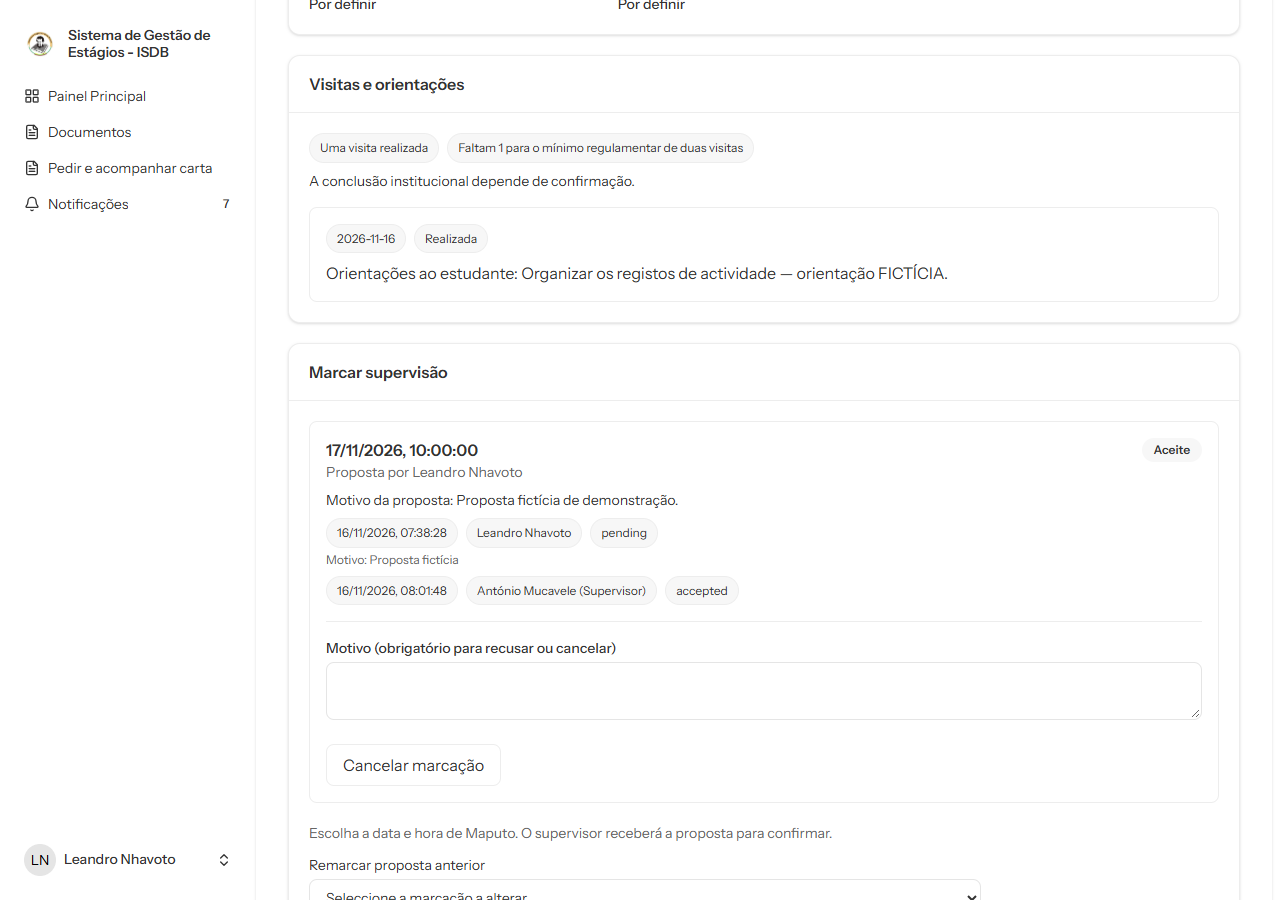 Sistema de Gestão de
Estágios - ISDB
Painel Principal
Documentos
Pedir e acompanhar carta
Notificações 7
LN Leandro Nhavoto
Por definir Por definir
Visitas e orientações
Uma visita realizada Faltam 1 para o mínimo regulamentar de duas visitas
A conclusão institucional depende de confirmação.
2026-11-16 Realizada
Orientações ao estudante: Organizar os registos de actividade — orientação FICTÍCIA.
Marcar supervisão
17/11/2026, 10:00:00 Aceite
Proposta por Leandro Nhavoto
Motivo da proposta: Proposta fictícia de demonstração.
16/11/2026, 07:38:28 Leandro Nhavoto pending
Motivo: Proposta fictícia
16/11/2026, 08:01:48 António Mucavele (Supervisor) accepted
Motivo (obrigatório para recusar ou cancelar)
Cancelar marcação
Escolha a data e hora de Maputo. O supervisor receberá a proposta para confirmar.
Remarcar proposta anterior
Seleccione a marcação a alterar